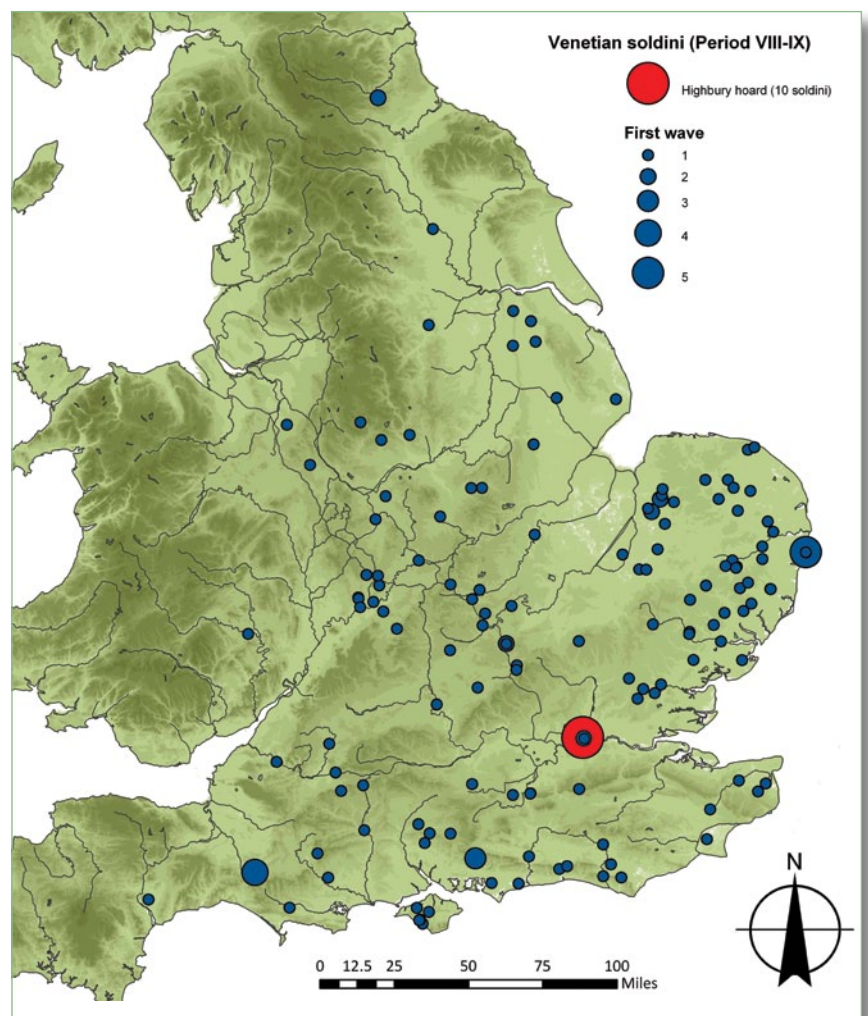 Venetian soldini (Period VIII-IX)
Highbury hoard (10 soldini)
First wave
1
2
3
4
5
N
0 12.5 25 50 75 100
Miles